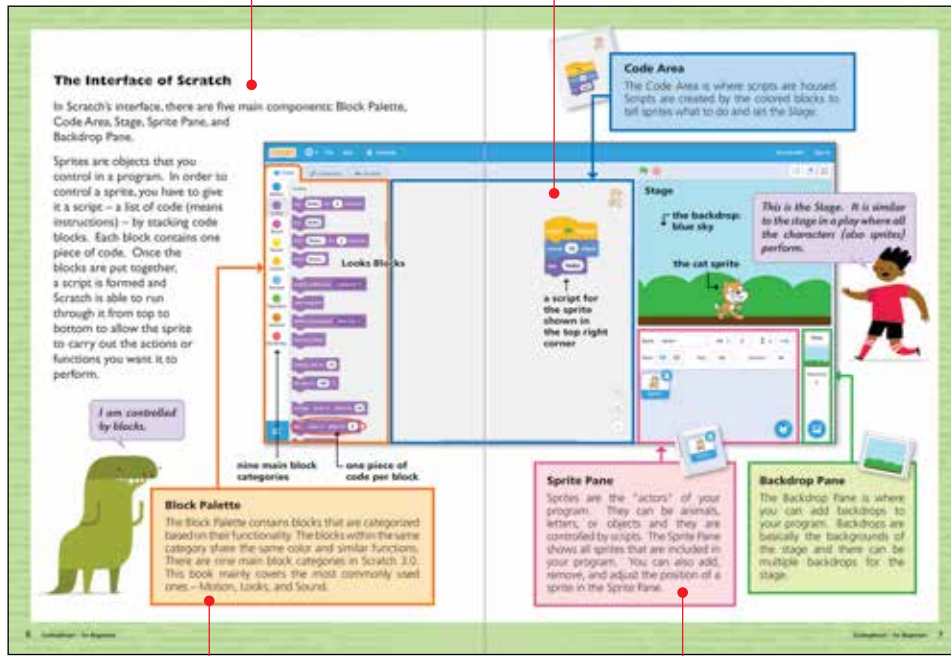 The Interface of Scratch
In Scratch's interface, there are five main components: Block Palette,
Code Area, Stage, Sprite Pane, and
Backdrop Pane.
Sprites are objects that you
control in a program. In order to
control a sprite, you have to give
it a script – a list of code (means
instructions) – by stacking code
blocks. Each block contains one
piece of code. Once the
blocks are put together,
a script is formed and
Scratch is able to run
through it from top to
bottom to allow the sprite
to carry out the actions or
functions you want it to
perform.
I am controlled
by blocks.
Looks Blocks
nine main block
categories
one piece of
code per block
Block Palette
The Block Palette contains blocks that are categorized
based on their functionality. The blocks within the same
category share the same color and similar functions.
There are nine main block categories in Scratch 3.0.
This book mainly covers the most commonly used
ones – Motion, Looks, and Sound.
Code Area
The Code Area is where scripts are housed.
Scripts are created by the colored blocks to
tell sprites what to do and set the Stage.
a script for
the sprite
shown in
the top right
corner
Stage
the backdrop:
blue sky
the cat sprite
This is the Stage. It is similar
to the stage in a play where all
the characters (also sprites)
perform.
Sprite Pane
Sprites are the "actors" of your
program. They can be animals,
letters, or objects and they are
controlled by scripts. The Sprite Pane
shows all sprites that are included in
your program. You can also add,
remove, and adjust the position of a
sprite in the Sprite Pane.
Backdrop Pane
The Backdrop Pane is where
you can add backdrops to
your program. Backdrops are
basically the backgrounds of
the stage and there can be
multiple backdrops for the
stage.